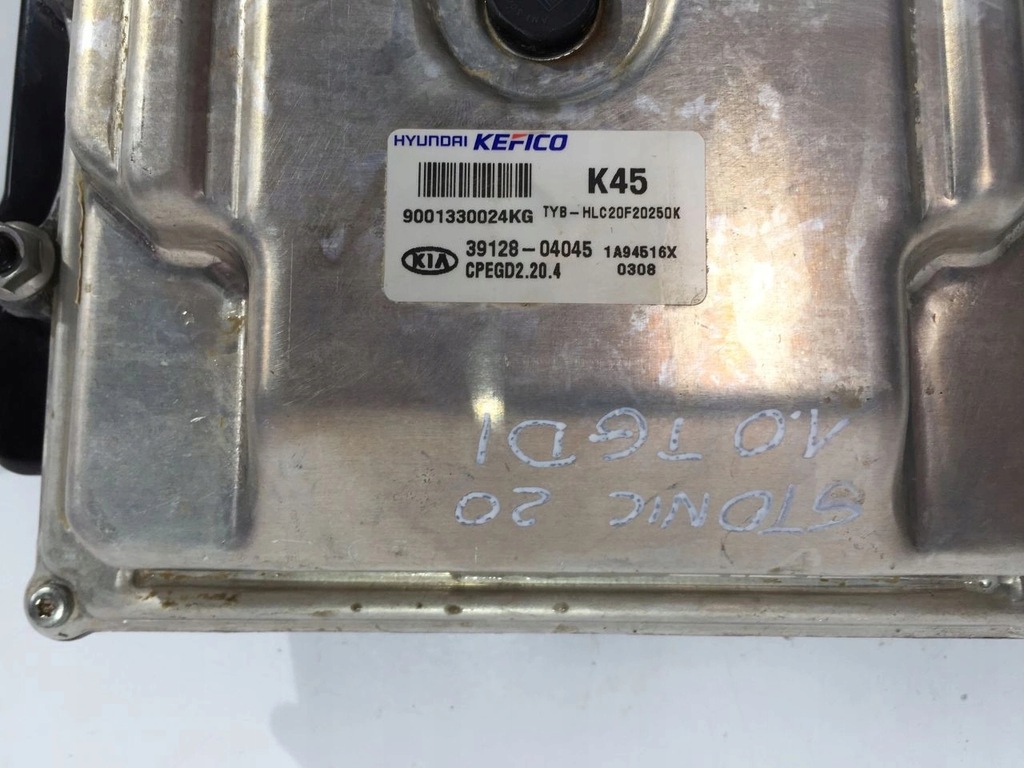 HYUNDAI KEFICO
K45
9001330024KG TYB-HLC20F20250K
KIA 39128-04045 1A94516X
CPEGD2.20.4 0308
STONIC 20
1.0 TGDI